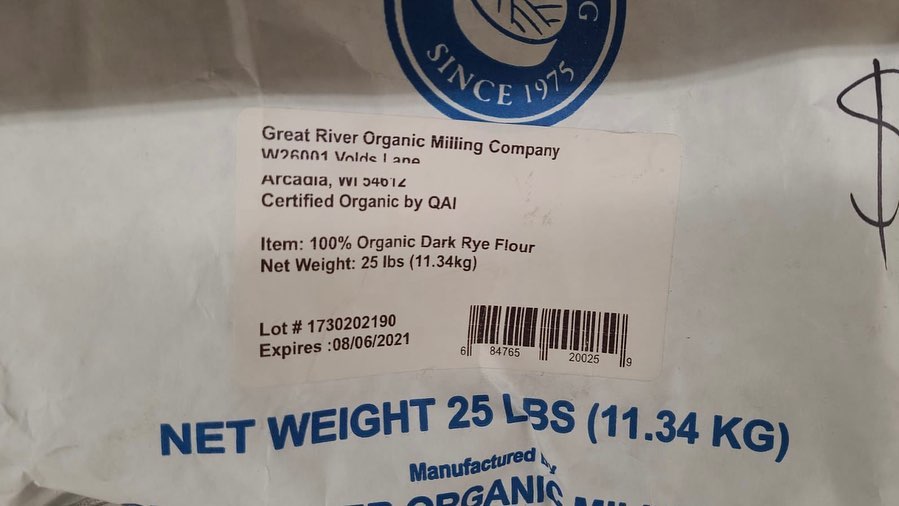 G
SINCE 1975
$
Great River Organic Milling Company
W26001 Volds Lane
Arcadia, WI 54612
Certified Organic by QAI
Item: 100% Organic Dark Rye Flour
Net Weight: 25 lbs (11.34kg)
Lot # 1730202190
Expires :08/06/2021
6 84765 20025 9
NET WEIGHT 25 LBS (11.34 KG)
Manufactured by
ORGANIC